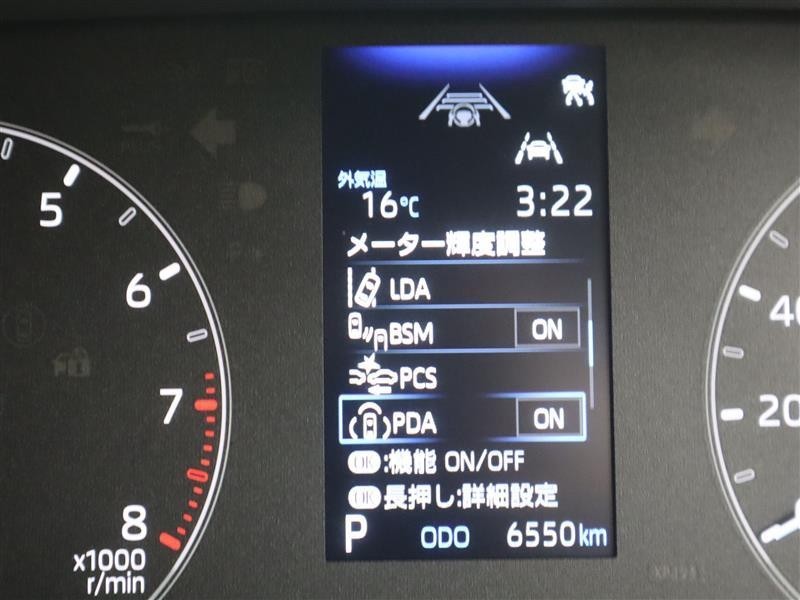 外気温
16℃ 3:22
メーター輝度調整
LDA
BSM ON
PCS
PDA ON
OK:機能 ON/OFF
OK長押し:詳細設定
P ODO 6550km
5
6
7
8
x1000
r/min
40
20